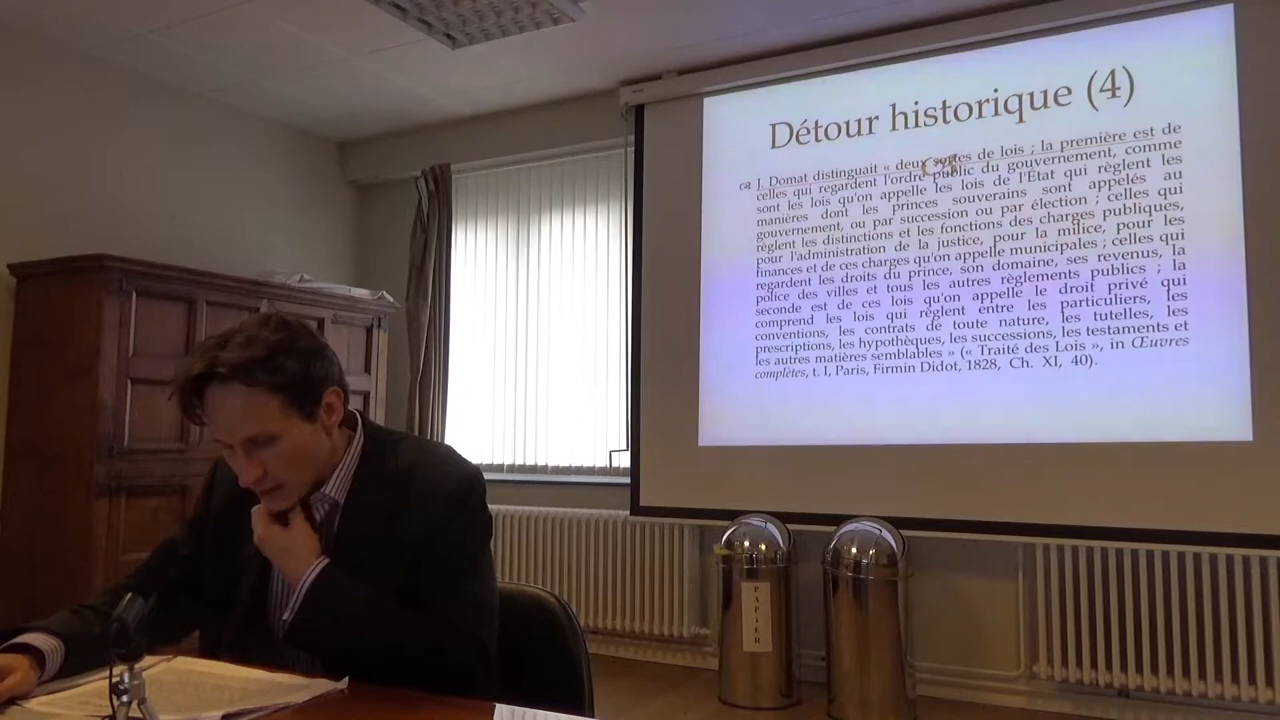 Détour historique (4)
J. Domat distinguait « deux sortes de lois ; la première est de
celles qui regardent l'ordre public du gouvernement, comme
sont les lois qu'on appelle les lois de l'État qui règlent les
manières dont les princes souverains sont appelés au
gouvernement, ou par succession ou par élection ; celles qui
règlent les distinctions et les fonctions des charges publiques,
pour l'administration de la justice, pour la milice, pour les
finances et de ces charges qu'on appelle municipales ; celles qui
regardent les droits du prince, son domaine, ses revenus, la
police des villes et tous les autres règlements publics ; la
seconde est de ces lois qu'on appelle le droit privé qui
comprend les lois qui règlent entre les particuliers, les
conventions, les contrats de toute nature, les tutelles, les
prescriptions, les hypothèques, les successions, les testaments et
les autres matières semblables » (« Traité des Lois », in Œuvres
complètes, t. I, Paris, Firmin Didot, 1828, Ch. XI, 40).
PAPIER